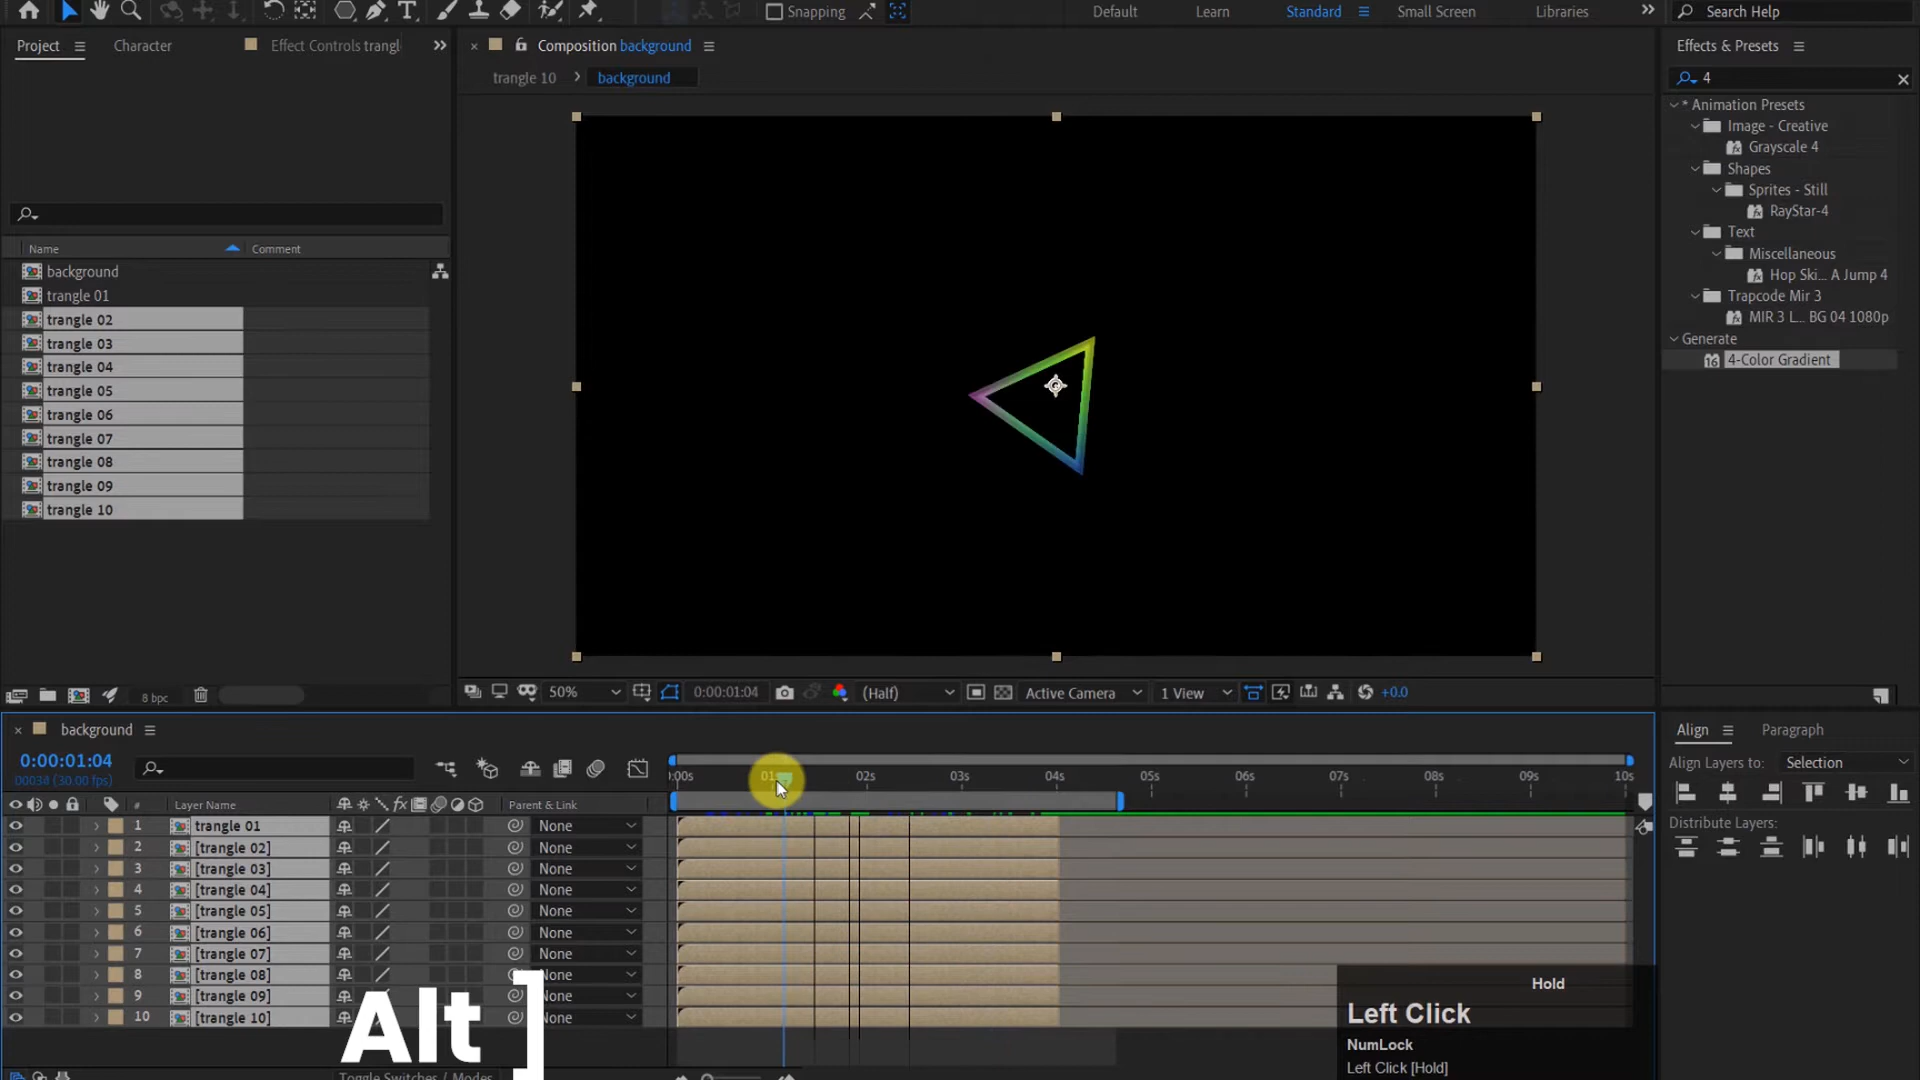 Snapping
Default
Learn
Standard
Small Screen
Libraries
Search Help
Project
Character
Effect Controls trangl
Composition background
trangle 10
background
Effects & Presets
4
* Animation Presets
Image - Creative
Grayscale 4
Shapes
Sprites - Still
RayStar-4
Text
Miscellaneous
Hop Ski... A Jump 4
Trapcode Mir 3
MIR 3 L... BG 04 1080p
Generate
4-Color Gradient
Name
Comment
background
trangle 01
trangle 02
trangle 03
trangle 04
trangle 05
trangle 06
trangle 07
trangle 08
trangle 09
trangle 10
8 bpc
50%
0:00:01:04
(Half)
Active Camera
1 View
+0.0
background
0:00:01:04
00038 (30.00 fps)
:00s
02s
03s
04s
05s
06s
07s
08s
09s
10s
# Layer Name
Parent & Link
1 trangle 01 None
2 [trangle 02] None
3 [trangle 03] None
4 [trangle 04] None
5 [trangle 05] None
6 [trangle 06] None
7 [trangle 07] None
8 [trangle 08] None
9 [trangle 09] None
10 [trangle 10] None
Toggle Switches / Modes
Alt ]
Align
Paragraph
Align Layers to:
Selection
Distribute Layers:
Hold
Left Click
NumLock
Left Click [Hold]